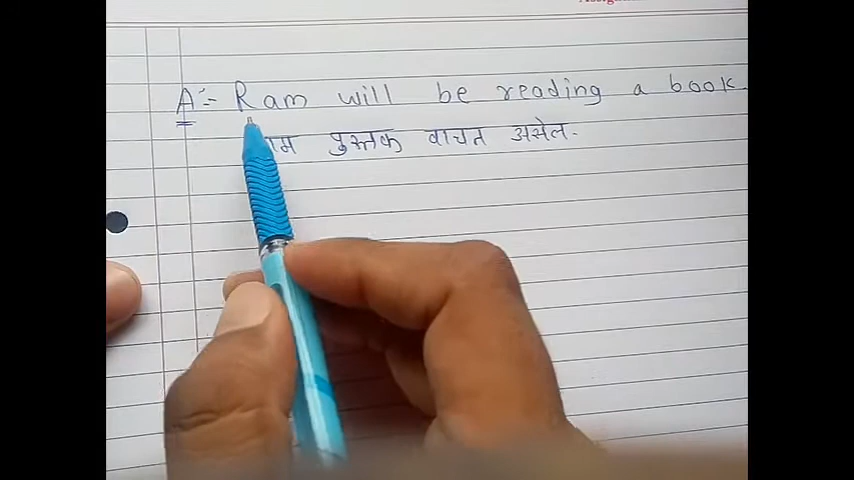 A:- Ram will be reading a book.
राम पुस्तक वाचत असेल.